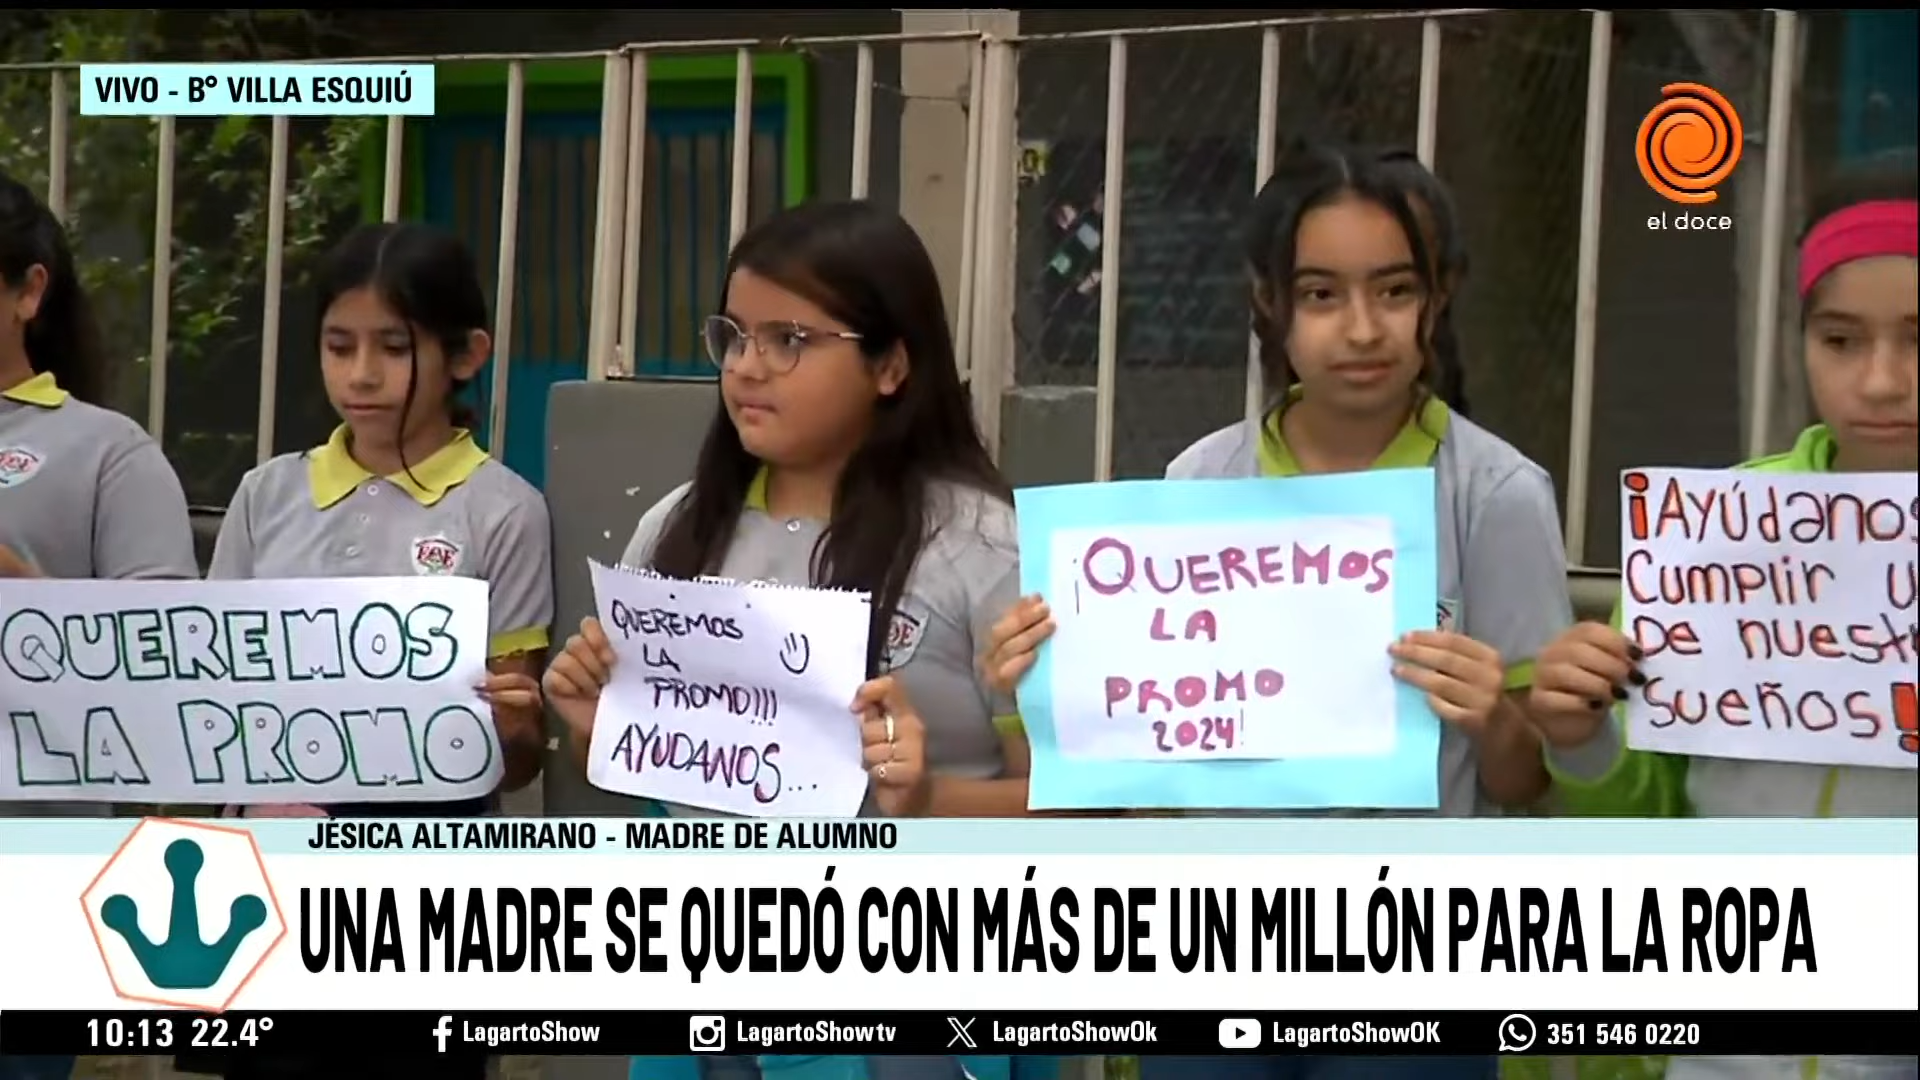 VIVO - B° VILLA ESQUIÚ
el doce
QUEREMOS
LA PROMO
QUEREMOS
LA
PROMO!!!
AYUDANOS...
¡QUEREMOS
LA
PROMO
2024!
¡AYÚdanos
Cumplir
De nuest
Sueños!
JÉSICA ALTAMIRANO - MADRE DE ALUMNO
UNA MADRE SE QUEDÓ CON MÁS DE UN MILLÓN PARA LA ROPA
10:13 22.4° LagartoShow LagartoShowtv LagartoShowOk LagartoShowOK 351 546 0220